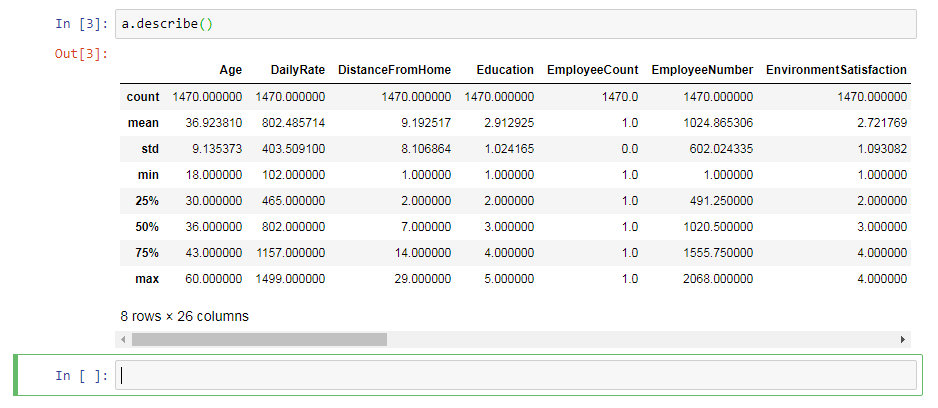 In [3]: a.describe()
Out[3]:
Age DailyRate DistanceFromHome Education EmployeeCount EmployeeNumber EnvironmentSatisfaction
count 1470.000000 1470.000000 1470.000000 1470.000000 1470.0 1470.000000 1470.000000
mean 36.923810 802.485714 9.192517 2.912925 1.0 1024.865306 2.721769
std 9.135373 403.509100 8.106864 1.024165 0.0 602.024335 1.093082
min 18.000000 102.000000 1.000000 1.000000 1.0 1.000000 1.000000
25% 30.000000 465.000000 2.000000 2.000000 1.0 491.250000 2.000000
50% 36.000000 802.000000 7.000000 3.000000 1.0 1020.500000 3.000000
75% 43.000000 1157.000000 14.000000 4.000000 1.0 1555.750000 4.000000
max 60.000000 1499.000000 29.000000 5.000000 1.0 2068.000000 4.000000
8 rows × 26 columns
In [ ]: